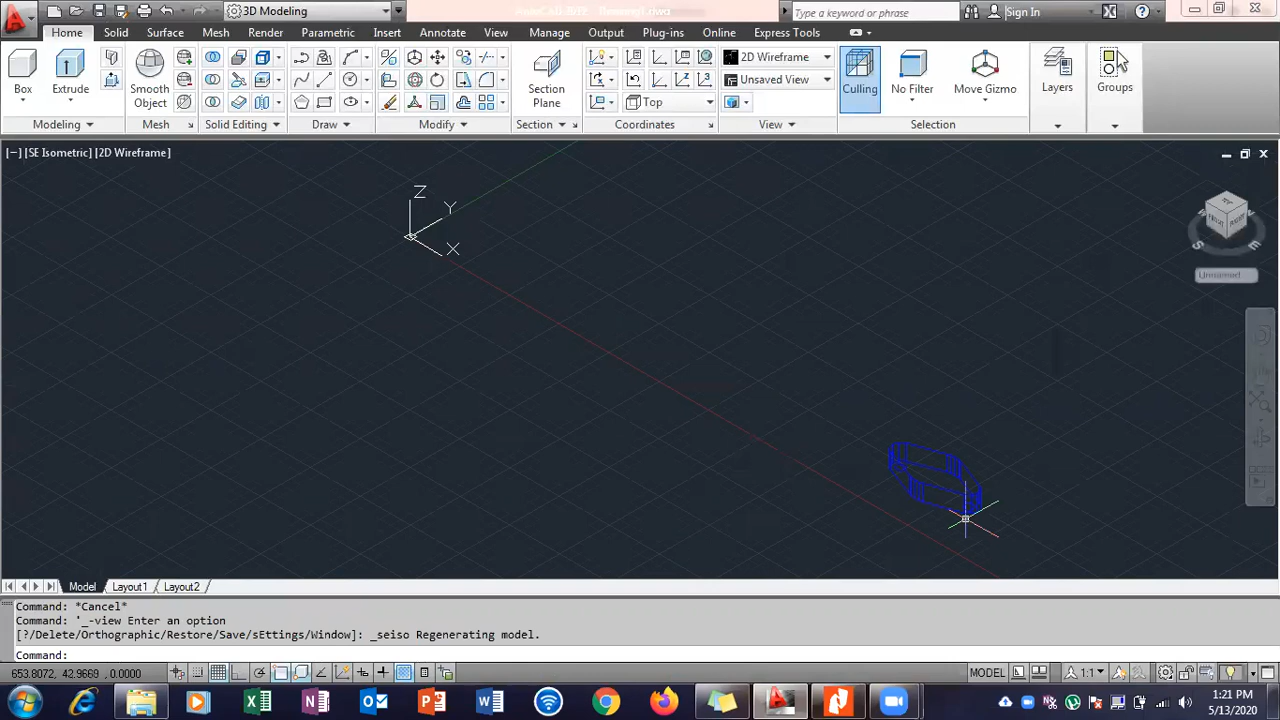 3D Modeling
Type a keyword or phrase
Sign In
Home Solid Surface Mesh Render Parametric Insert Annotate View Manage Output Plug-ins Online Express Tools
2D Wireframe
Unsaved View
Top
Box
Extrude
Smooth Object
Section Plane
Culling
No Filter
Move Gizmo
Layers
Groups
Modeling
Mesh
Solid Editing
Draw
Modify
Section
Coordinates
View
Selection
[−] [SE Isometric] [2D Wireframe]
Z
Y
X
E
Unnamed
Model Layout1 Layout2
Command: *Cancel*
Command: '_-view Enter an option
[?/Delete/Orthographic/Restore/Save/sEttings/Window]: _seiso Regenerating model.
Command:
653.8072, 42.9669, 0.0000
MODEL
1:1
1:21 PM
5/13/2020